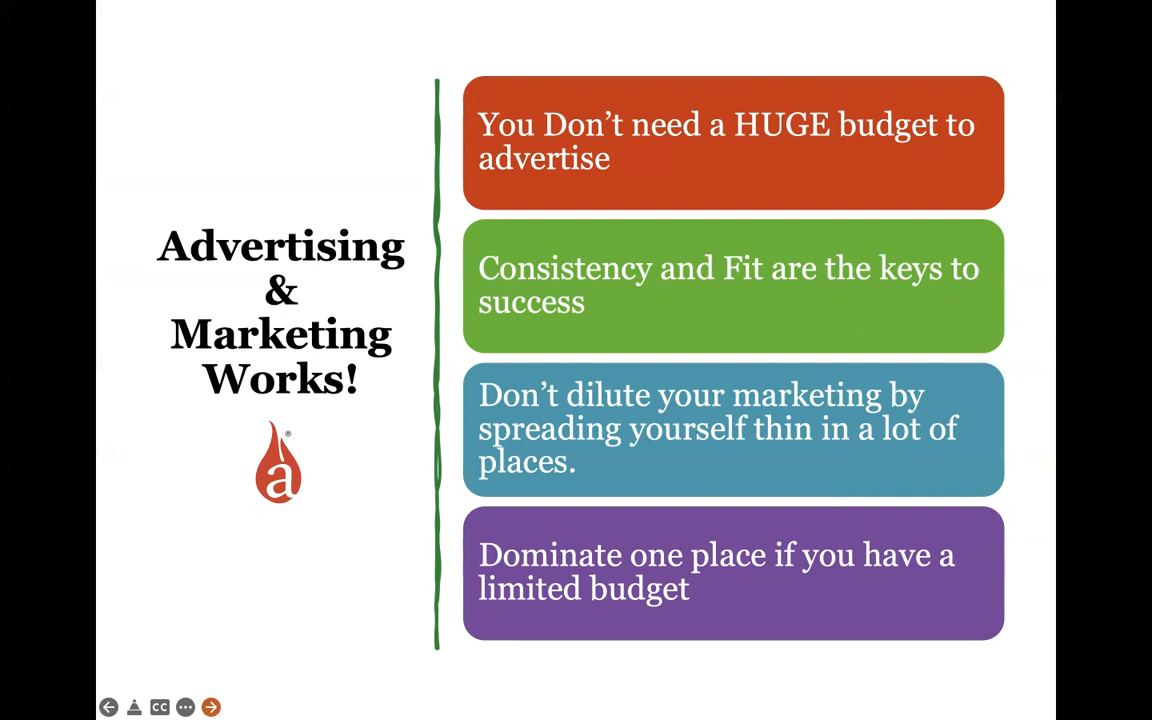 Advertising
&
Marketing
Works!
a
®
You Don’t need a HUGE budget to
advertise
Consistency and Fit are the keys to
success
Don’t dilute your marketing by
spreading yourself thin in a lot of
places.
Dominate one place if you have a
limited budget
CC